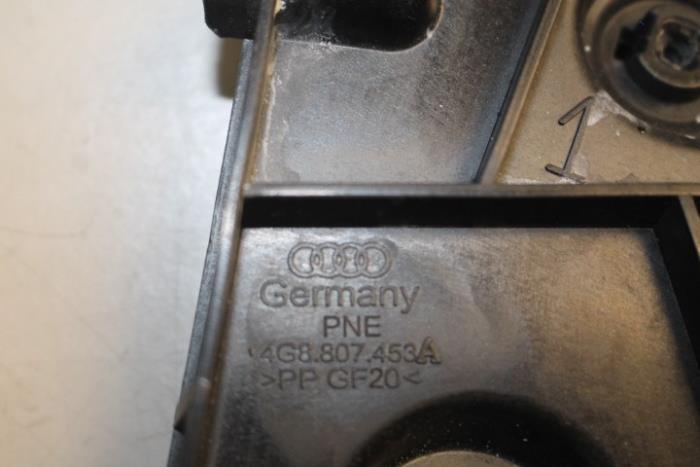 1
Germany
PNE
4G8.807.453A
>PP GF20<